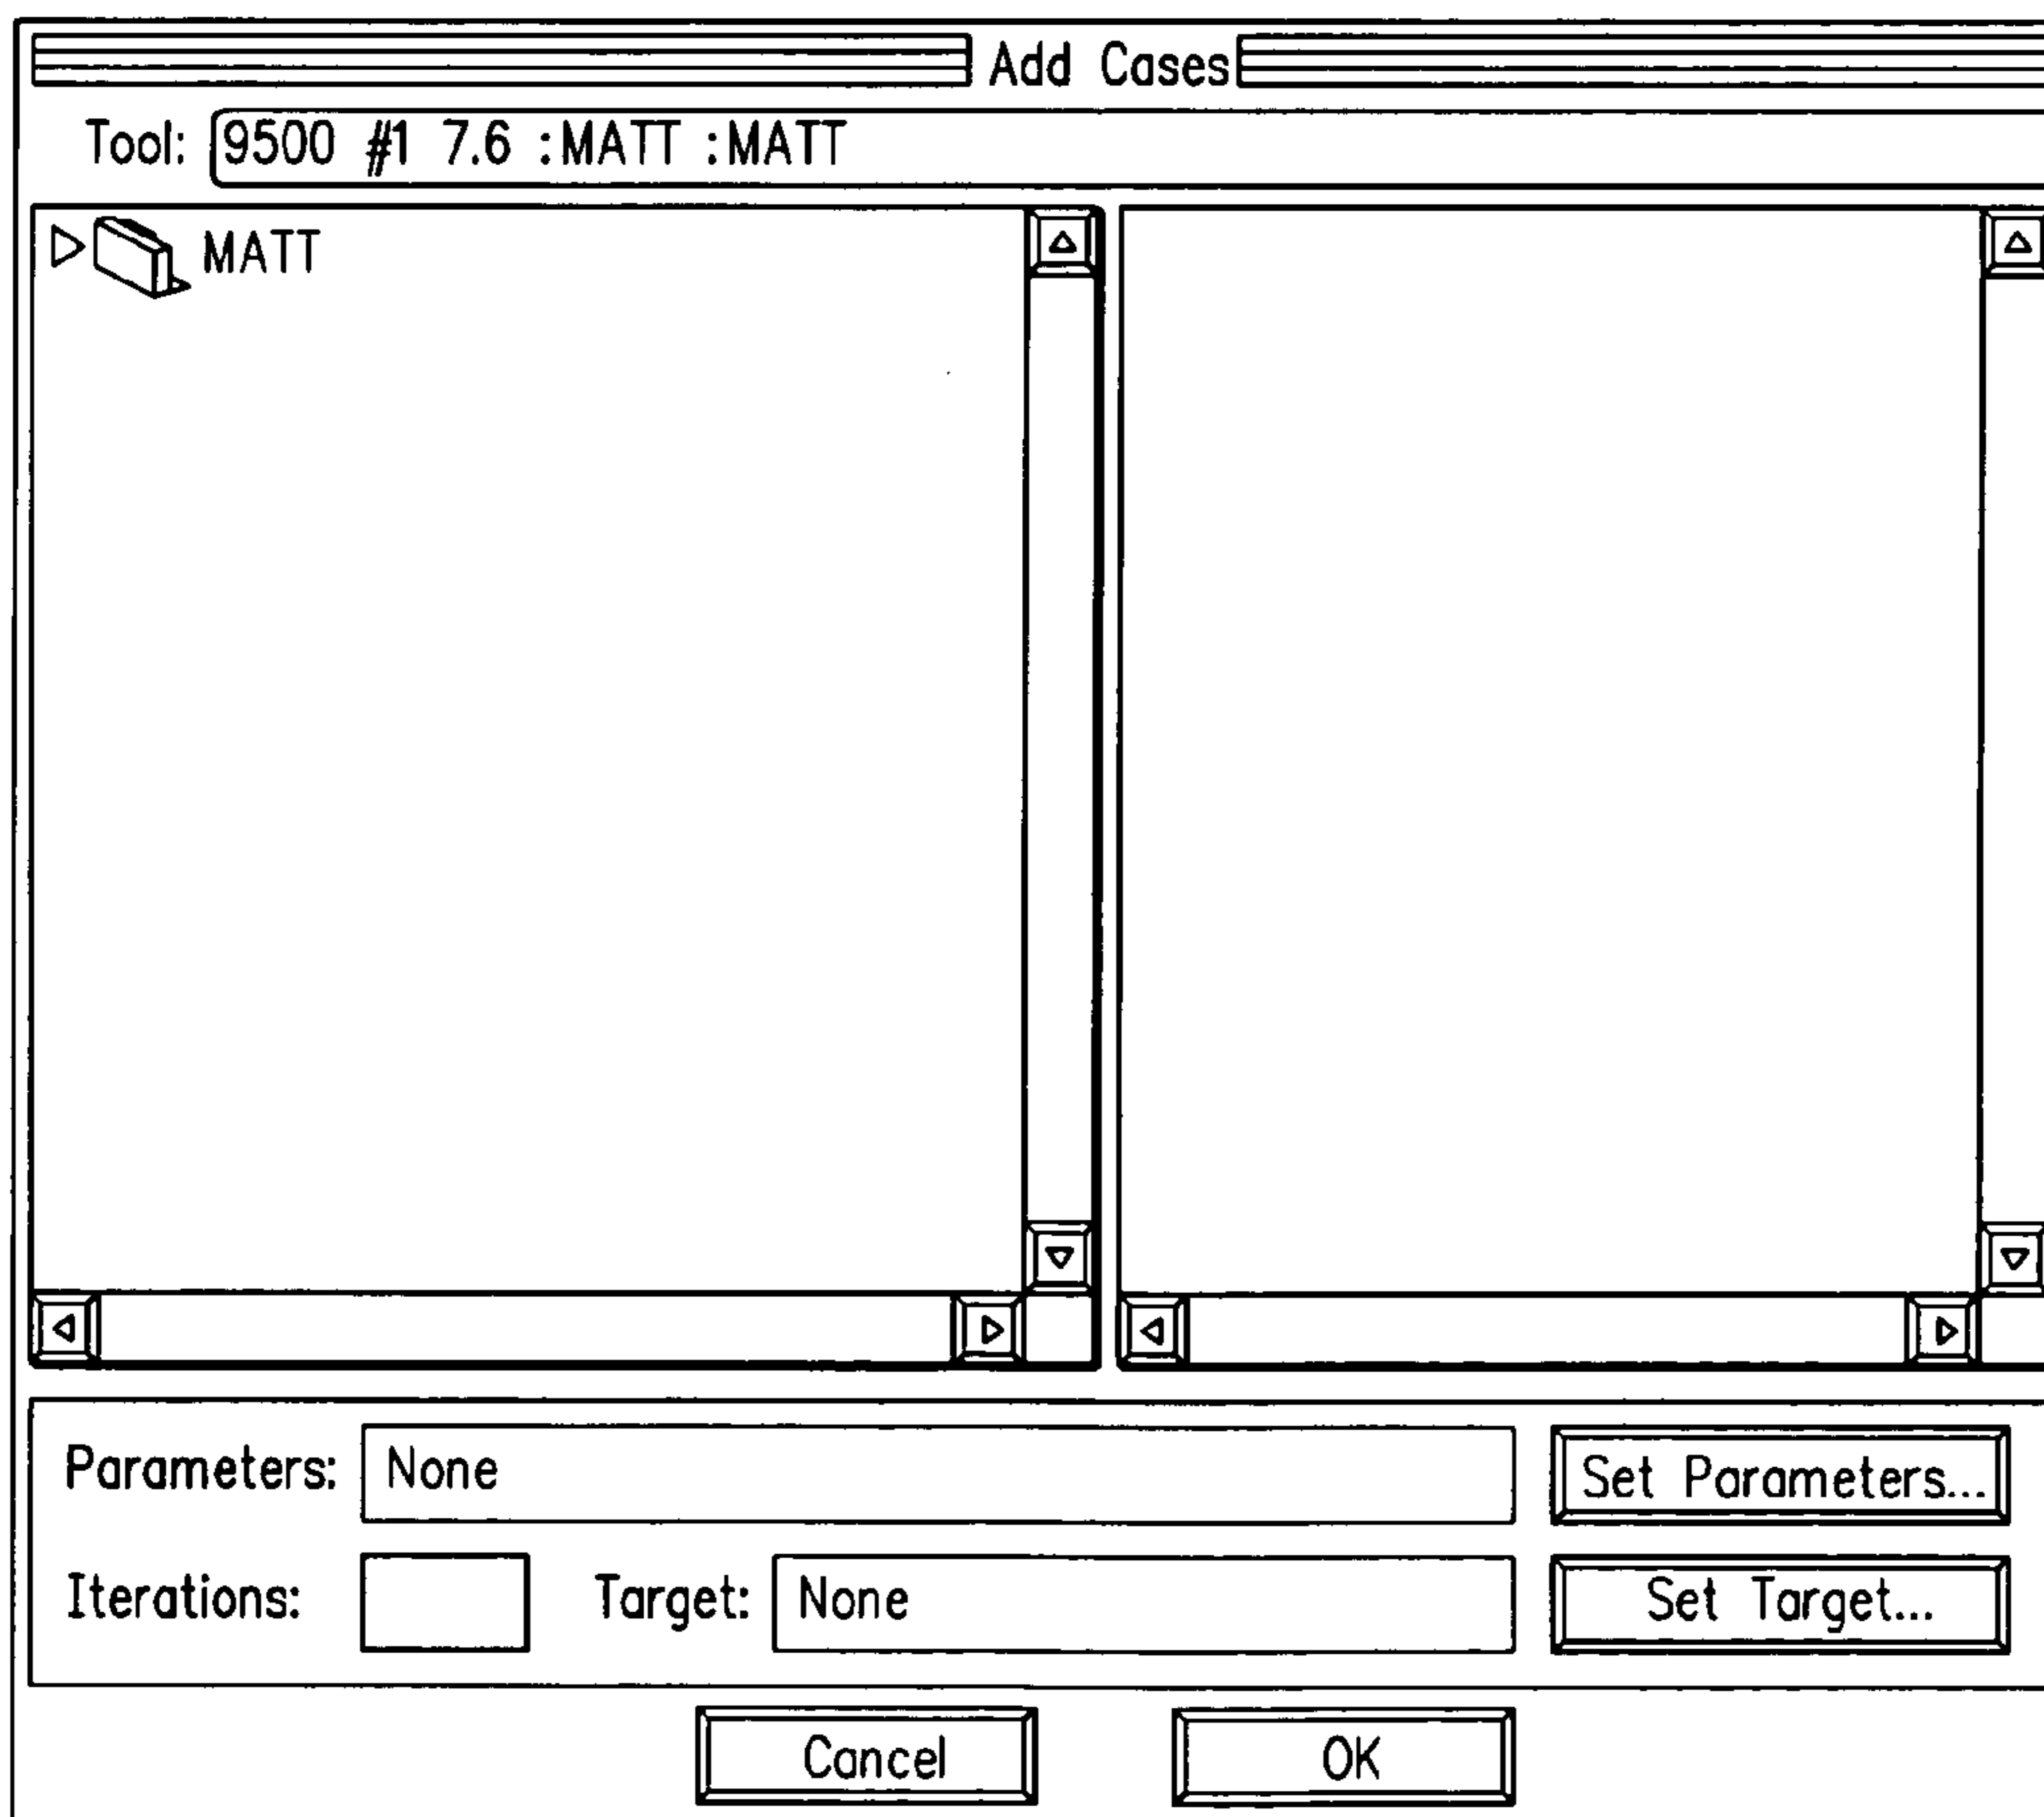 Add Cases
Tool: 9500 #1 7.6 :MATT :MATT
MATT
Parameters: None Set Parameters...
Iterations: Target: None Set Target...
Cancel OK